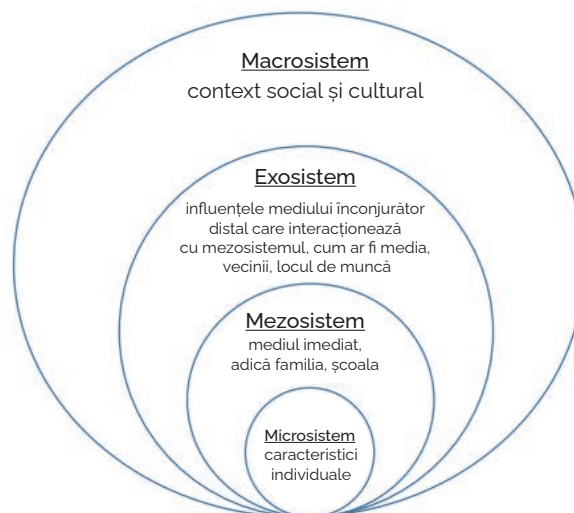 Macrosistem
context social și cultural
Exosistem
influențele mediului înconjurător
distal care interacționează
cu mezosistemul, cum ar fi media,
vecinii, locul de muncă
Mezosistem
mediul imediat,
adică familia, școala
Microsistem
caracteristici
individuale